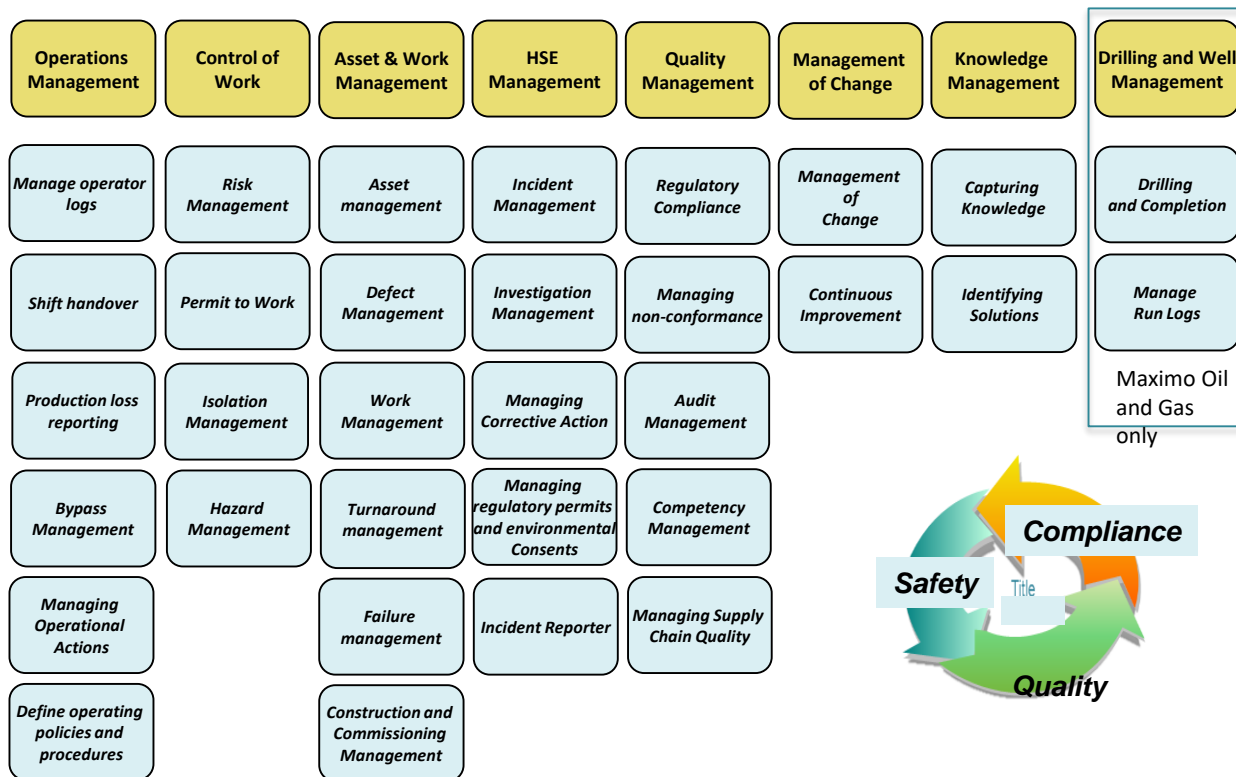 Operations
Management
Control of
Work
Asset & Work
Management
HSE
Management
Quality
Management
Management
of Change
Knowledge
Management
Drilling and Well
Management
Manage operator
logs
Risk
Management
Asset
management
Incident
Management
Regulatory
Compliance
Management
of
Change
Capturing
Knowledge
Drilling
and Completion
Shift handover
Permit to Work
Defect
Management
Investigation
Management
Managing
non-conformance
Continuous
Improvement
Identifying
Solutions
Manage
Run Logs
Production loss
reporting
Isolation
Management
Work
Management
Managing
Corrective Action
Audit
Management
Maximo Oil
and Gas
only
Bypass
Management
Hazard
Management
Turnaround
management
Managing
regulatory permits
and environmental
Consents
Competency
Management
Managing
Operational
Actions
Failure
management
Incident Reporter
Managing Supply
Chain Quality
Define operating
policies and
procedures
Construction and
Commissioning
Management
Compliance
Safety
Title
Quality